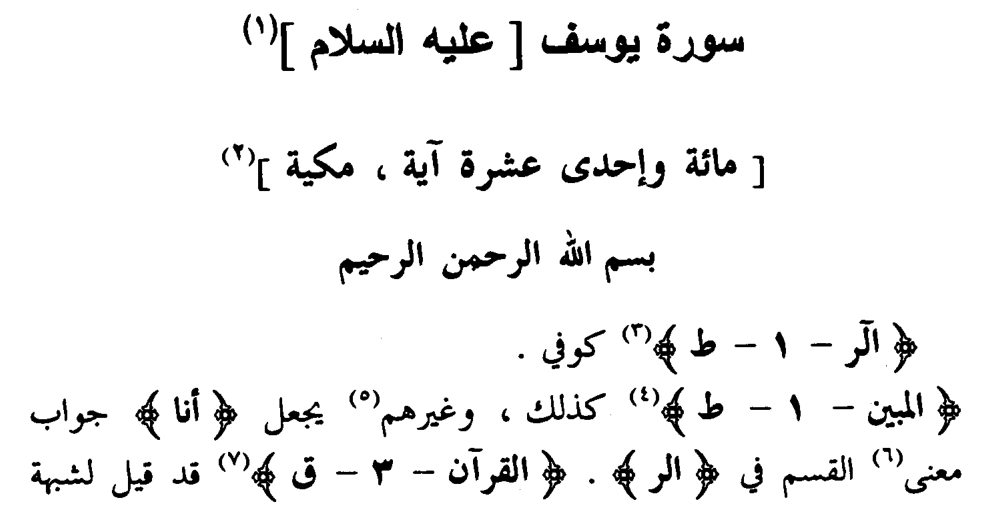 سورة يوسف [ عليه السلام ](١)
[ مائة وإحدى عشرة آية ، مكية ](٢)
بسم الله الرحمن الرحيم
﴿ الٓر – ١ – ط ﴾(٣) كوفي .
﴿ المبين – ١ – ط ﴾(٤) كذلك ، وغيرهم(٥) يجعل ﴿ أنا ﴾ جواب
معنى(٦) القسم في ﴿ الر ﴾ . ﴿ القرآن – ٣ – ق ﴾(٧) قد قيل لشبهة